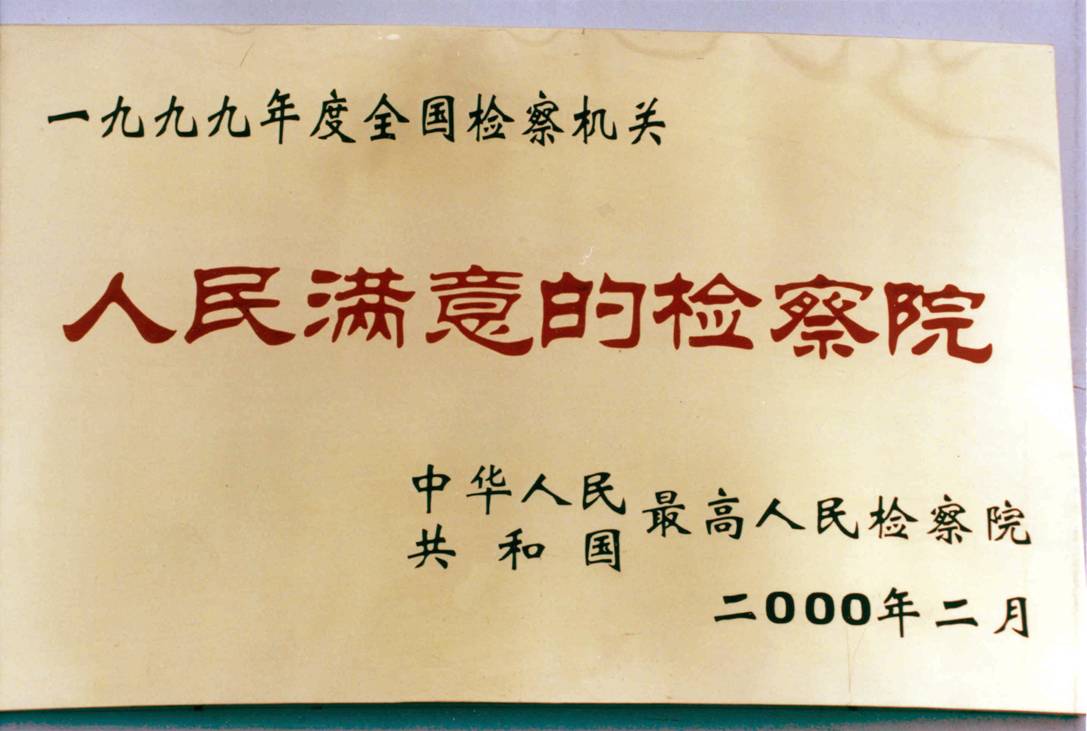 一九九九年度全国检察机关
人民满意的检察院
中华人民
共和国
最高人民检察院
二000年二月